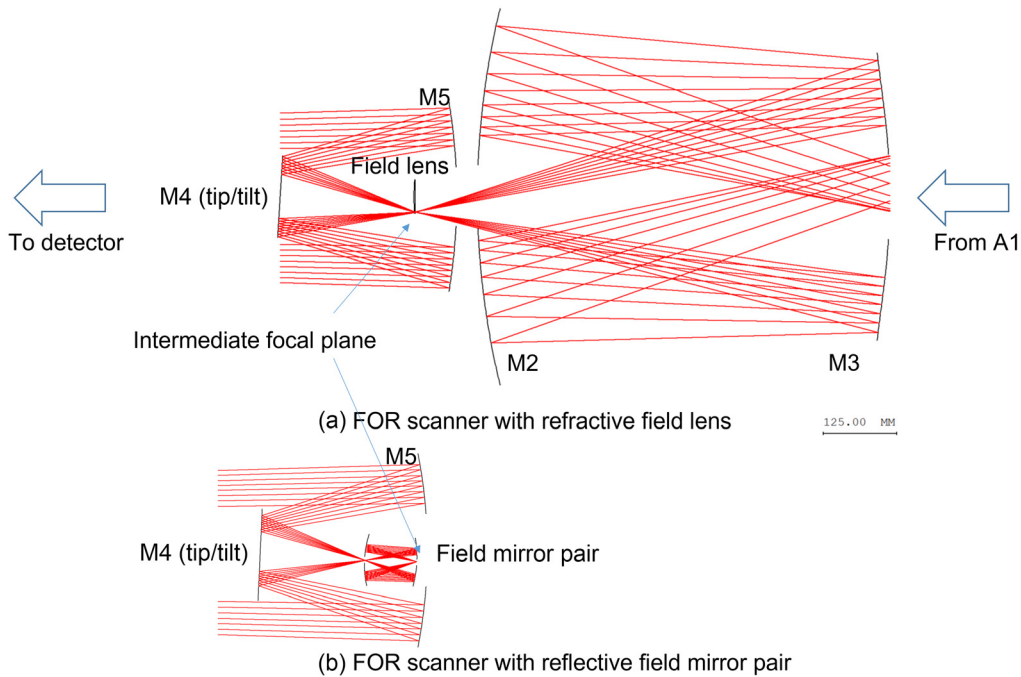 M5
Field lens
M4 (tip/tilt)
To detector
From A1
Intermediate focal plane
M2
M3
(a) FOR scanner with refractive field lens
125.00 MM
M5
M4 (tip/tilt)
Field mirror pair
(b) FOR scanner with reflective field mirror pair